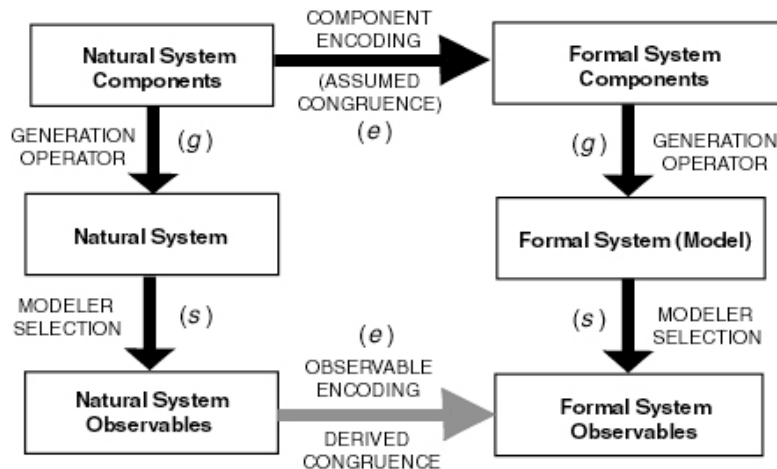 Natural System
Components
COMPONENT
ENCODING
(ASSUMED
CONGRUENCE)
(e)
Formal System
Components
GENERATION
OPERATOR
(g)
(g)
GENERATION
OPERATOR
Natural System
Formal System (Model)
MODELER
SELECTION
(s)
(s)
MODELER
SELECTION
(e)
OBSERVABLE
ENCODING
Natural System
Observables
DERIVED
CONGRUENCE
Formal System
Observables